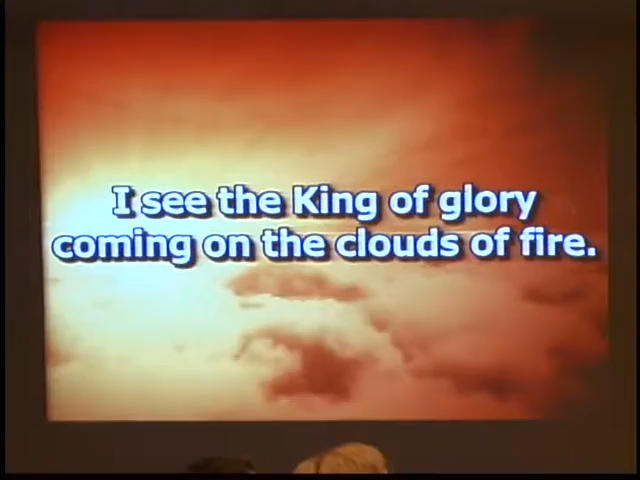 I see the King of glory
coming on the clouds of fire.